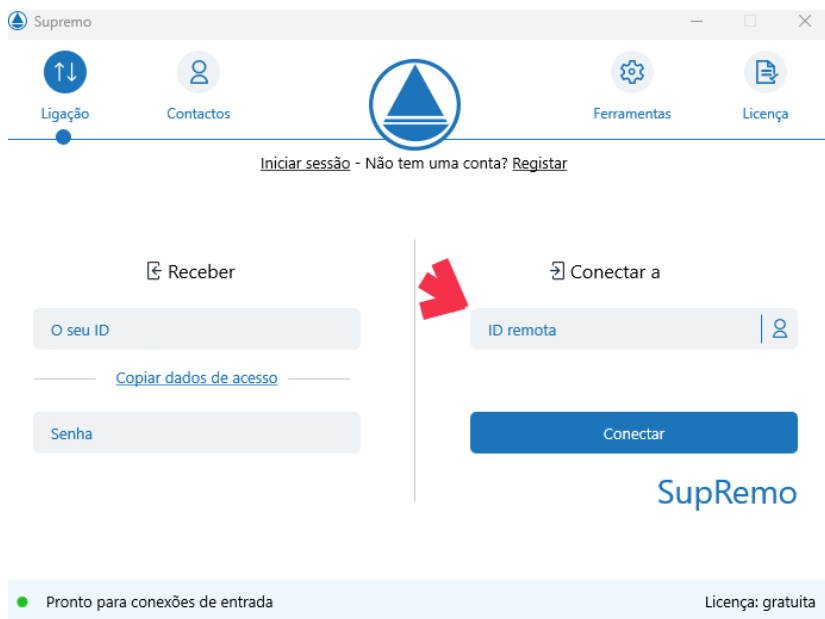 Supremo
Ligação
Contactos
Ferramentas
Licença
Iniciar sessão - Não tem uma conta? Registar
Receber
O seu ID
Copiar dados de acesso
Senha
Conectar a
ID remota
Conectar
SupRemo
Pronto para conexões de entrada
Licença: gratuita